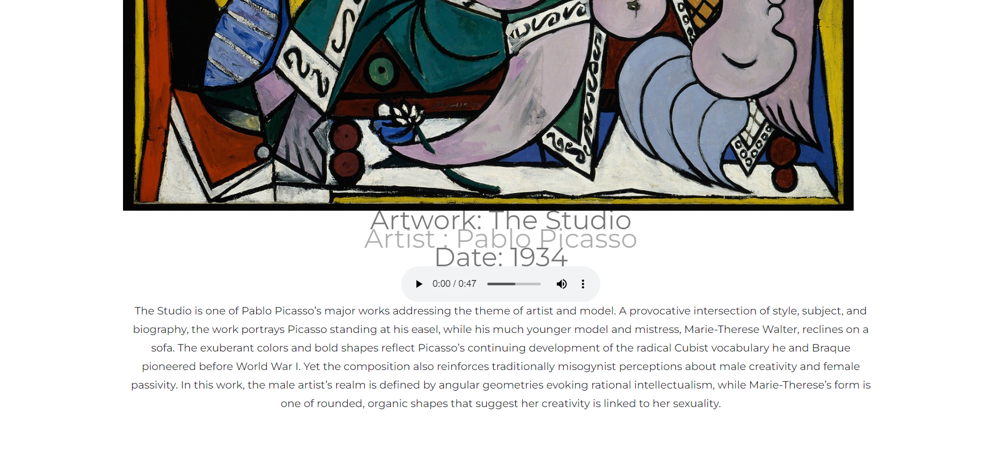 Artwork: The Studio
Artist : Pablo Picasso
Date: 1934
0:00 / 0:47
The Studio is one of Pablo Picasso’s major works addressing the theme of artist and model. A provocative intersection of style, subject, and
biography, the work portrays Picasso standing at his easel, while his much younger model and mistress, Marie-Therese Walter, reclines on a
sofa. The exuberant colors and bold shapes reflect Picasso’s continuing development of the radical Cubist vocabulary he and Braque
pioneered before World War I. Yet the composition also reinforces traditionally misogynist perceptions about male creativity and female
passivity. In this work, the male artist’s realm is defined by angular geometries evoking rational intellectualism, while Marie-Therese’s form is
one of rounded, organic shapes that suggest her creativity is linked to her sexuality.